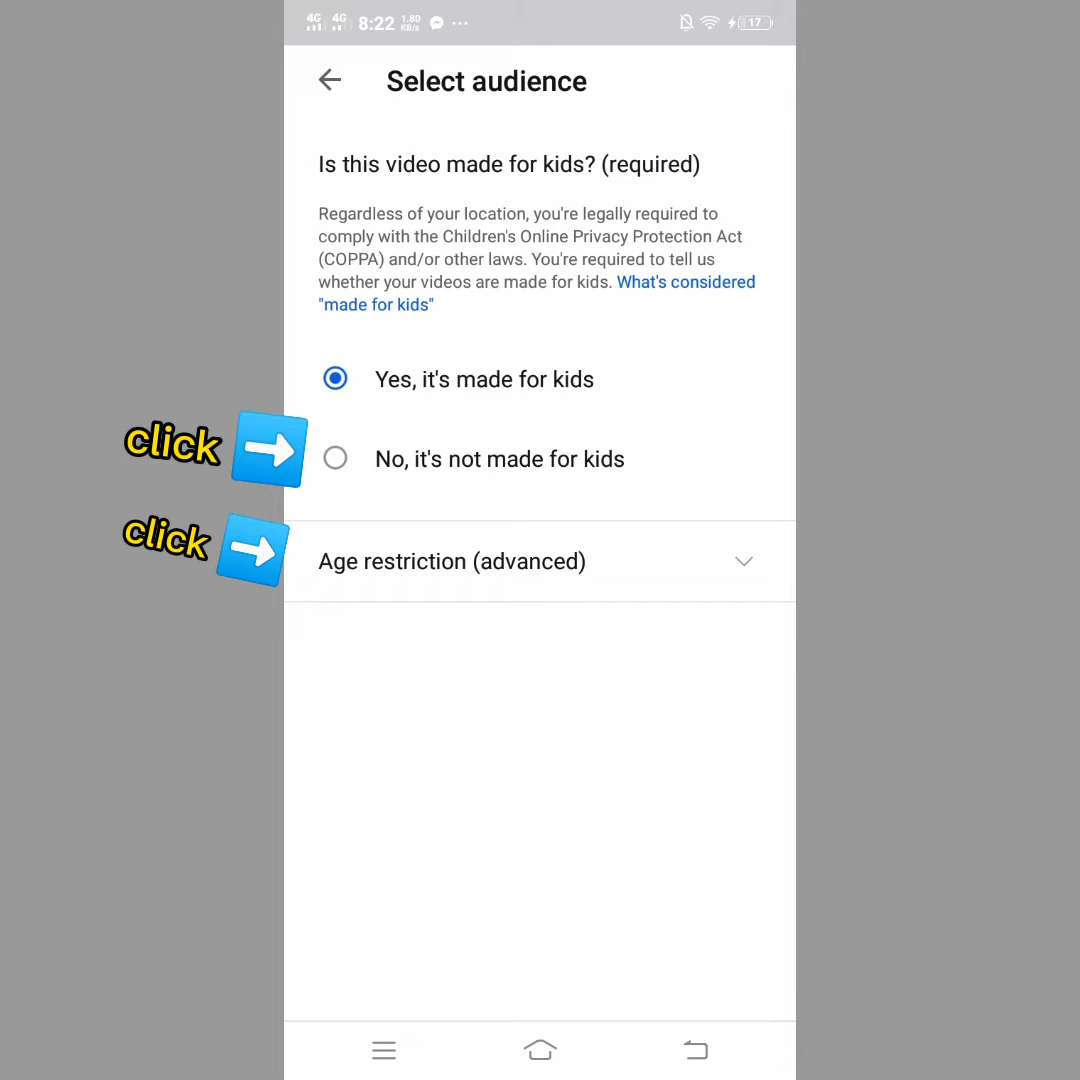 4G 4G 8:22 1.80 KB/s ... 17
Select audience
Is this video made for kids? (required)
Regardless of your location, you're legally required to
comply with the Children's Online Privacy Protection Act
(COPPA) and/or other laws. You're required to tell us
whether your videos are made for kids. What's considered
"made for kids"
Yes, it's made for kids
click
No, it's not made for kids
click
Age restriction (advanced)